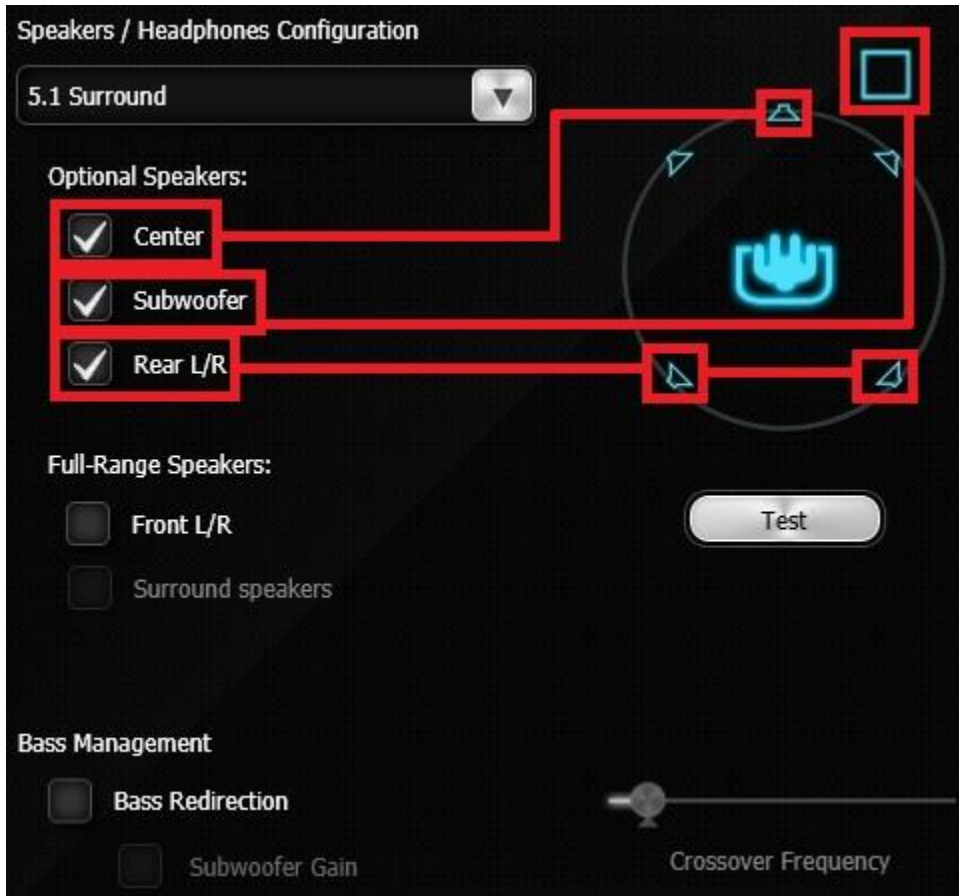 Speakers / Headphones Configuration
5.1 Surround
Optional Speakers:
Center
Subwoofer
Rear L/R
Full-Range Speakers:
Front L/R
Test
Surround speakers
Bass Management
Bass Redirection
Subwoofer Gain
Crossover Frequency